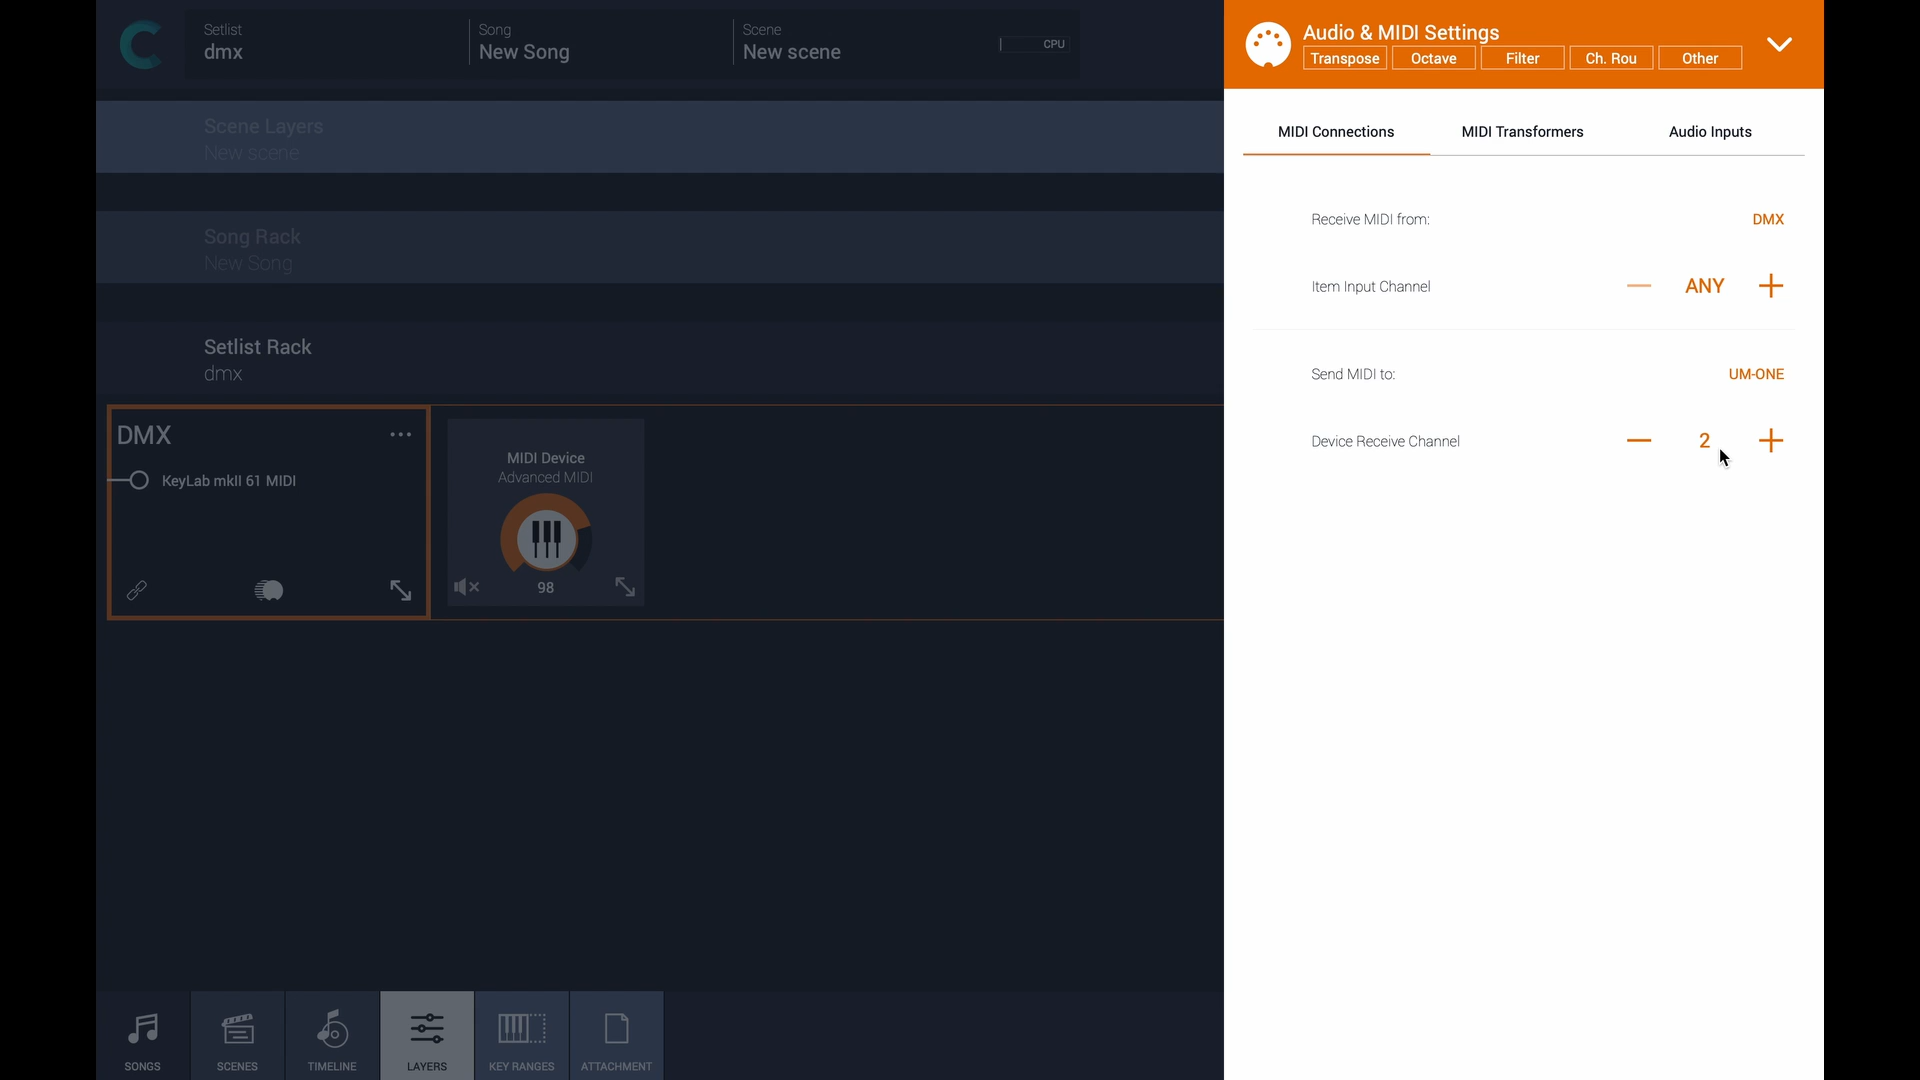 Setlist
dmx
Song
New Song
Scene
New scene
CPU
Audio & MIDI Settings
Transpose
Octave
Filter
Ch. Rou
Other
MIDI Connections
MIDI Transformers
Audio Inputs
Scene Layers
New scene
Song Rack
New Song
Setlist Rack
dmx
DMX
KeyLab mkII 61 MIDI
MIDI Device
Advanced MIDI
98
Receive MIDI from:
DMX
Item Input Channel
ANY
Send MIDI to:
UM-ONE
Device Receive Channel
2
SONGS
SCENES
TIMELINE
LAYERS
KEY RANGES
ATTACHMENT